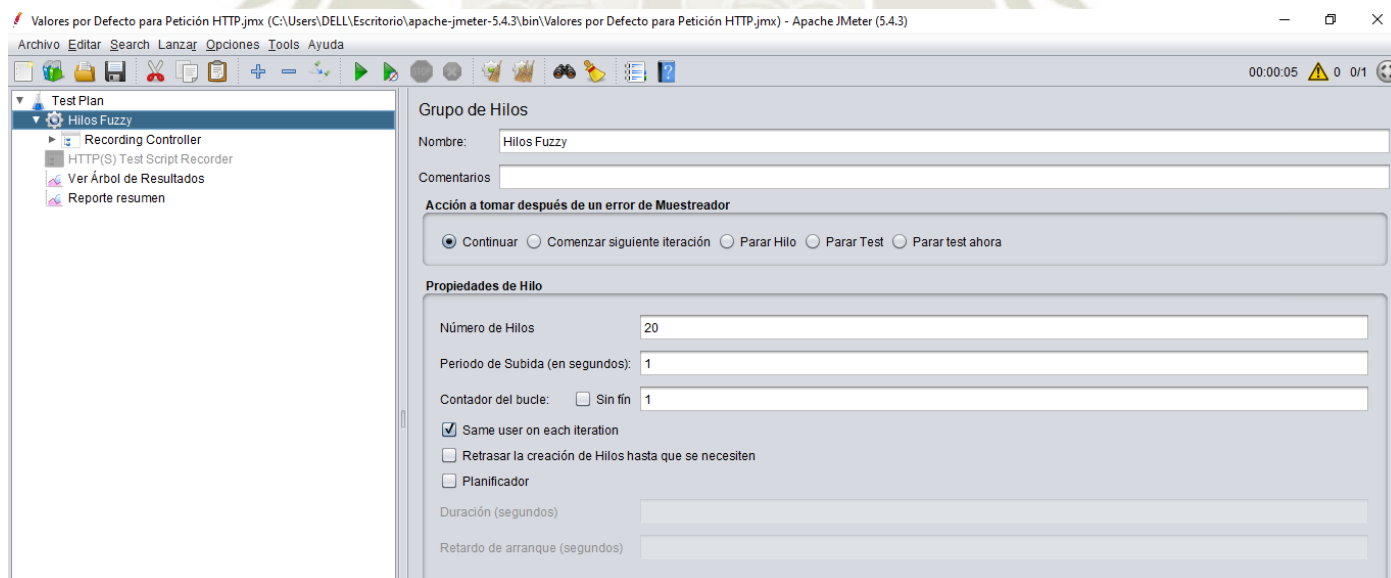 Valores por Defecto para Petición HTTP.jmx (C:\Users\DELL\Escritorio\apache-jmeter-5.4.3\bin\Valores por Defecto para Petición HTTP.jmx) - Apache JMeter (5.4.3)
Archivo Editar Search Lanzar Opciones Tools Ayuda
00:00:05 0 0/1
Test Plan
Hilos Fuzzy
Recording Controller
HTTP(S) Test Script Recorder
Ver Árbol de Resultados
Reporte resumen
Grupo de Hilos
Nombre: Hilos Fuzzy
Comentarios
Acción a tomar después de un error de Muestreador
Continuar Comenzar siguiente iteración Parar Hilo Parar Test Parar test ahora
Propiedades de Hilo
Número de Hilos 20
Periodo de Subida (en segundos): 1
Contador del bucle: Sin fín 1
Same user on each iteration
Retrasar la creación de Hilos hasta que se necesiten
Planificador
Duración (segundos)
Retardo de arranque (segundos)